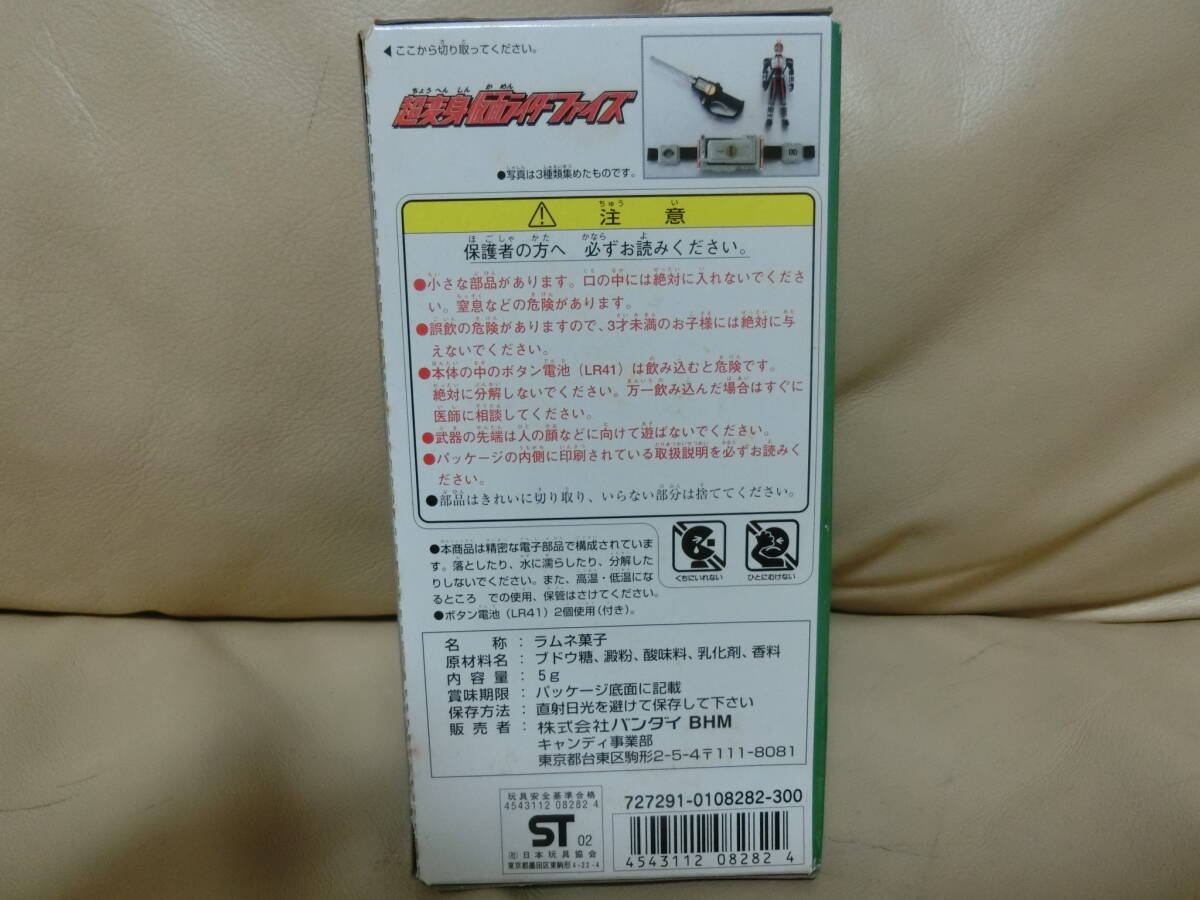 ◀ここから切り取ってください。
超変身仮面ライダーファイズ
●写真は3種類集めたものです。
注意
保護者の方へ 必ずお読みください。
●小さな部品があります。口の中には絶対に入れないでくださ
い。窒息などの危険があります。
●誤飲の危険がありますので、3才未満のお子様には絶対に与
えないでください。
●本体の中のボタン電池（LR41）は飲み込むと危険です。
絶対に分解しないでください。万一飲み込んだ場合はすぐに
医師に相談してください。
●武器の先端は人の顔などに向けて遊ばないでください。
●パッケージの内側に印刷されている取扱説明を必ずお読みく
ださい。
●部品はきれいに切り取り、いらない部分は捨ててください。
●本商品は精密な電子部品で構成されていま
す。落としたり、水に濡らしたり、分解した
りしないでください。また、高温・低温にな
るところ での使用、保管はさけてください。
●ボタン電池（LR41）2個使用（付き）。
くちにいれない
ひとにむけない
名称：ラムネ菓子
原材料名：ブドウ糖、澱粉、酸味料、乳化剤、香料
内容量：5g
賞味期限：パッケージ底面に記載
保存方法：直射日光を避けて保存して下さい
販売者：株式会社バンダイ BHM
キャンディ事業部
東京都台東区駒形2-5-4〒111-8081
玩具安全基準合格
4543112 08282 4
ST 02
㈳日本玩具協会
東京都墨田区東駒形4-22-4
727291-0108282-300
4543112 08282 4